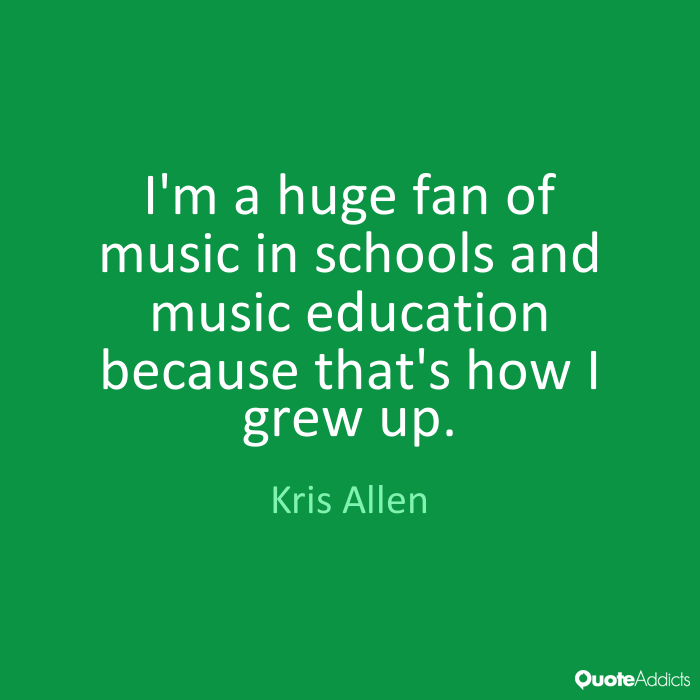 I'm a huge fan of
music in schools and
music education
because that's how I
grew up.
Kris Allen
QuoteAddicts